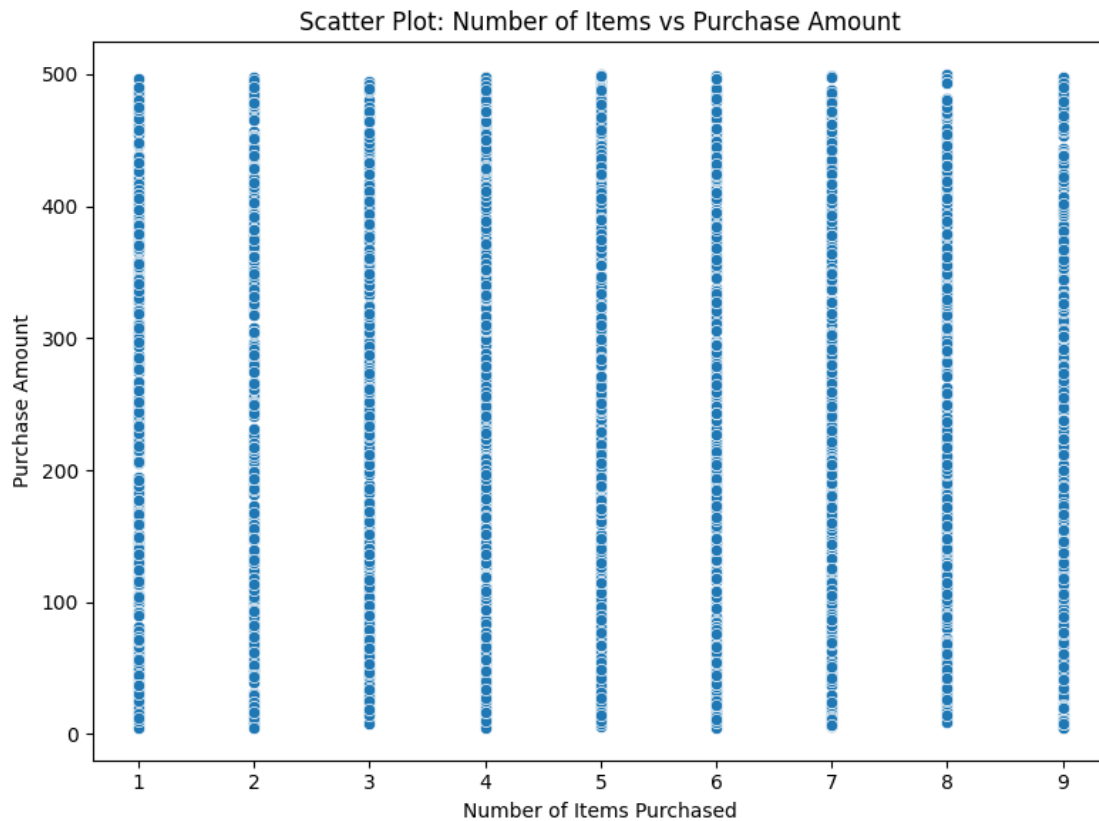 Scatter Plot: Number of Items vs Purchase Amount
500
400
300
200
100
0
Purchase Amount
1 2 3 4 5 6 7 8 9
Number of Items Purchased